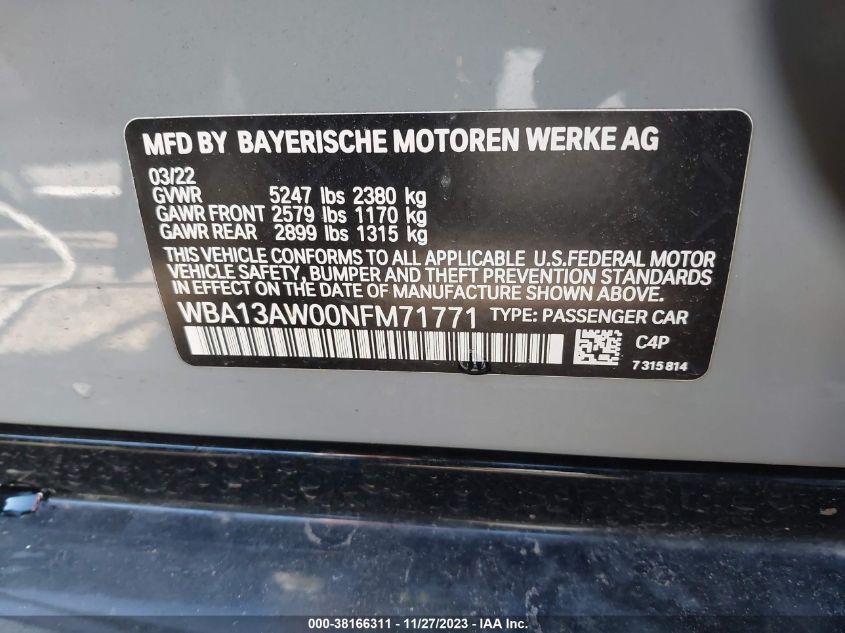 MFD BY BAYERISCHE MOTOREN WERKE AG
03/22
GVWR 5247 lbs 2380 kg
GAWR FRONT 2579 lbs 1170 kg
GAWR REAR 2899 lbs 1315 kg
THIS VEHICLE CONFORMS TO ALL APPLICABLE U.S.FEDERAL MOTOR
VEHICLE SAFETY, BUMPER AND THEFT PREVENTION STANDARDS
IN EFFECT ON THE DATE OF MANUFACTURE SHOWN ABOVE.
WBA13AW00NFM71771 TYPE: PASSENGER CAR
C4P
7 315 814
000-38166311 - 11/27/2023 - IAA Inc.